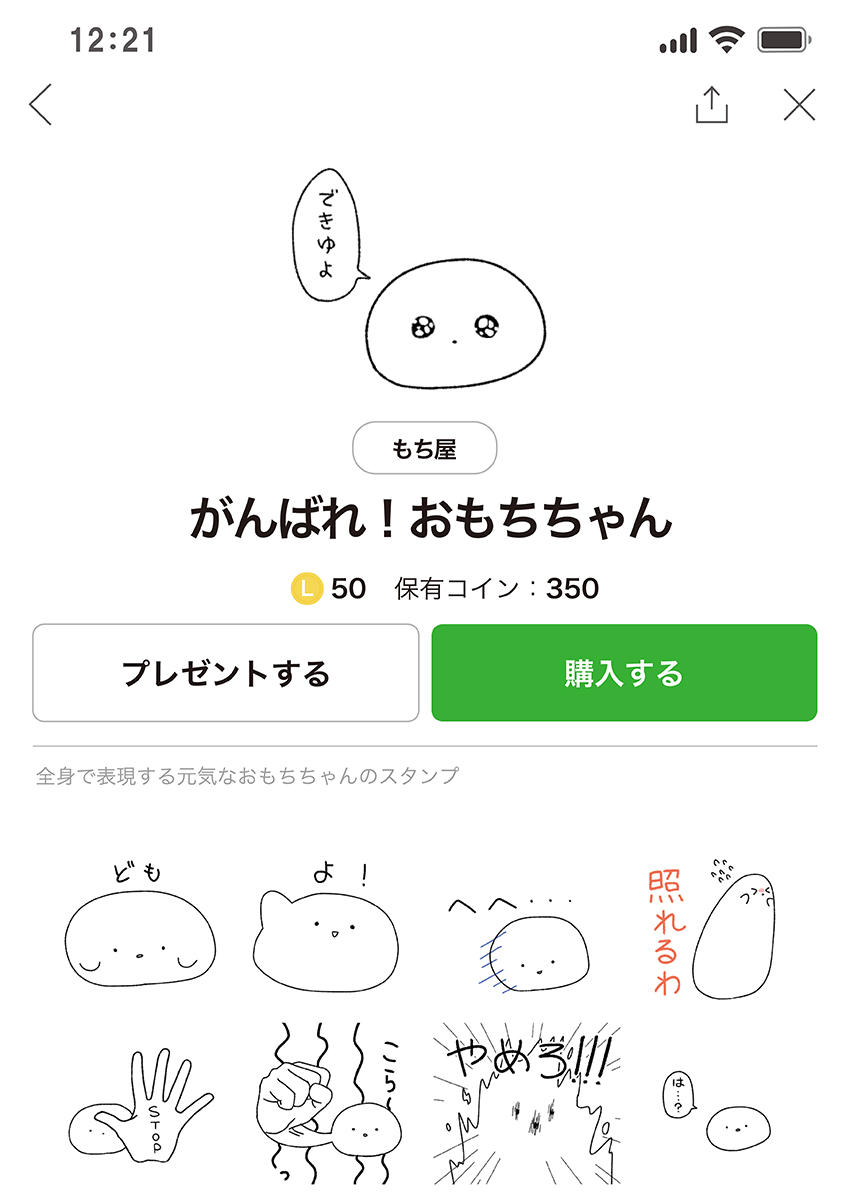 12:21
できゆよ
もち屋
がんばれ！おもちちゃん
L 50 保有コイン：350
プレゼントする
購入する
全身で表現する元気なおもちちゃんのスタンプ
ども
よ！
へへ・・・
照れるわ
STOP
こら〜
やめろ!!!
は…?